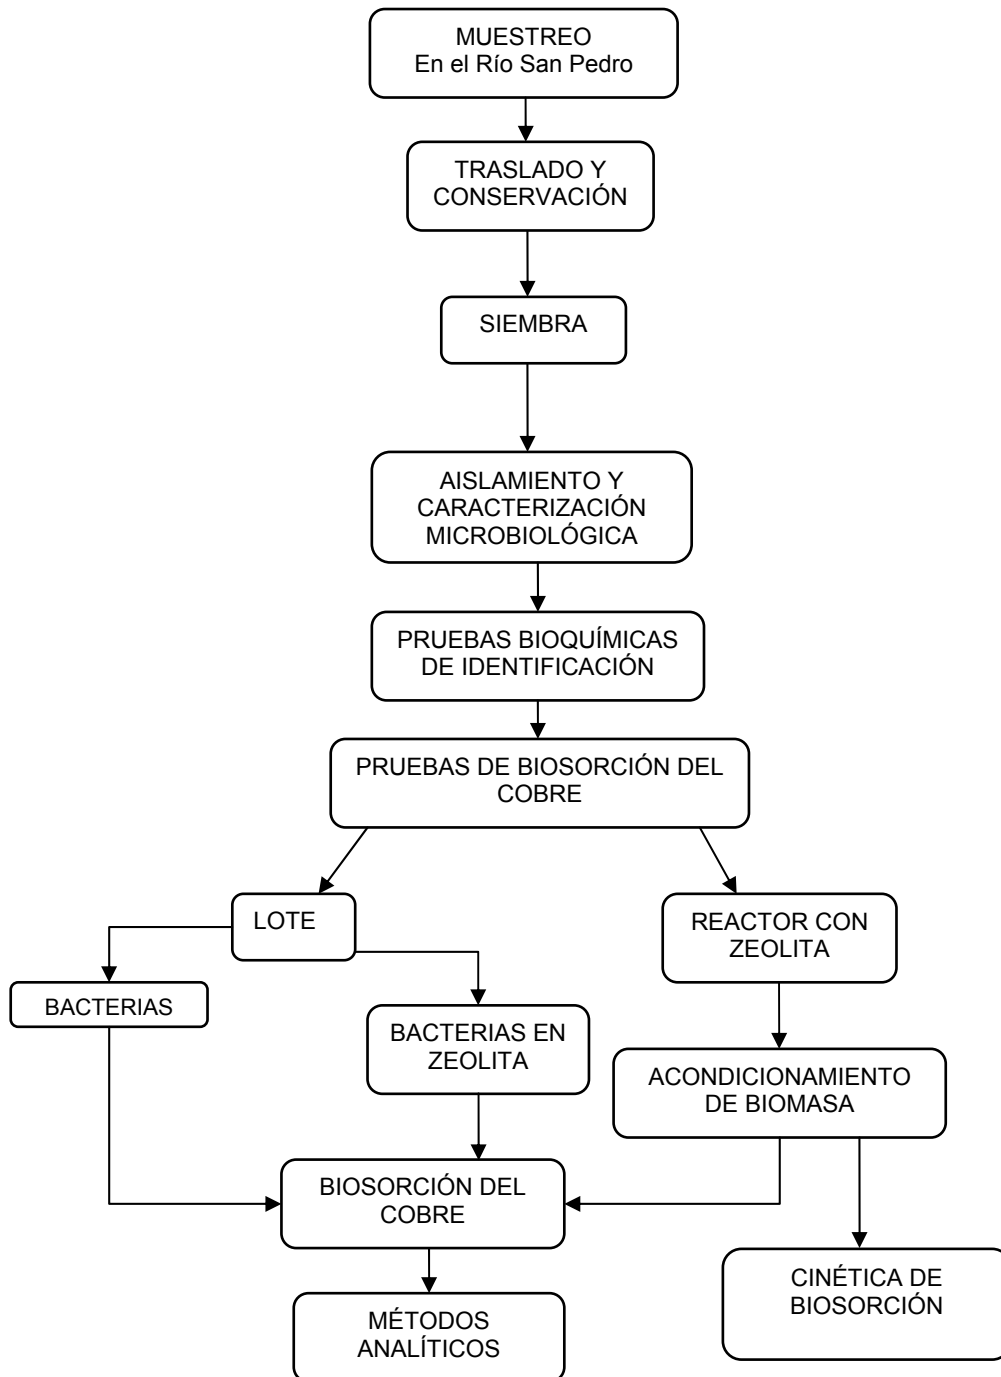 MUESTREO
En el Río San Pedro
TRASLADO Y
CONSERVACIÓN
SIEMBRA
AISLAMIENTO Y
CARACTERIZACIÓN
MICROBIOLÓGICA
PRUEBAS BIOQUÍMICAS
DE IDENTIFICACIÓN
PRUEBAS DE BIOSORCIÓN DEL
COBRE
LOTE
REACTOR CON
ZEOLITA
BACTERIAS
BACTERIAS EN
ZEOLITA
ACONDICIONAMIENTO
DE BIOMASA
BIOSORCIÓN DEL
COBRE
CINÉTICA DE
BIOSORCIÓN
MÉTODOS
ANALÍTICOS